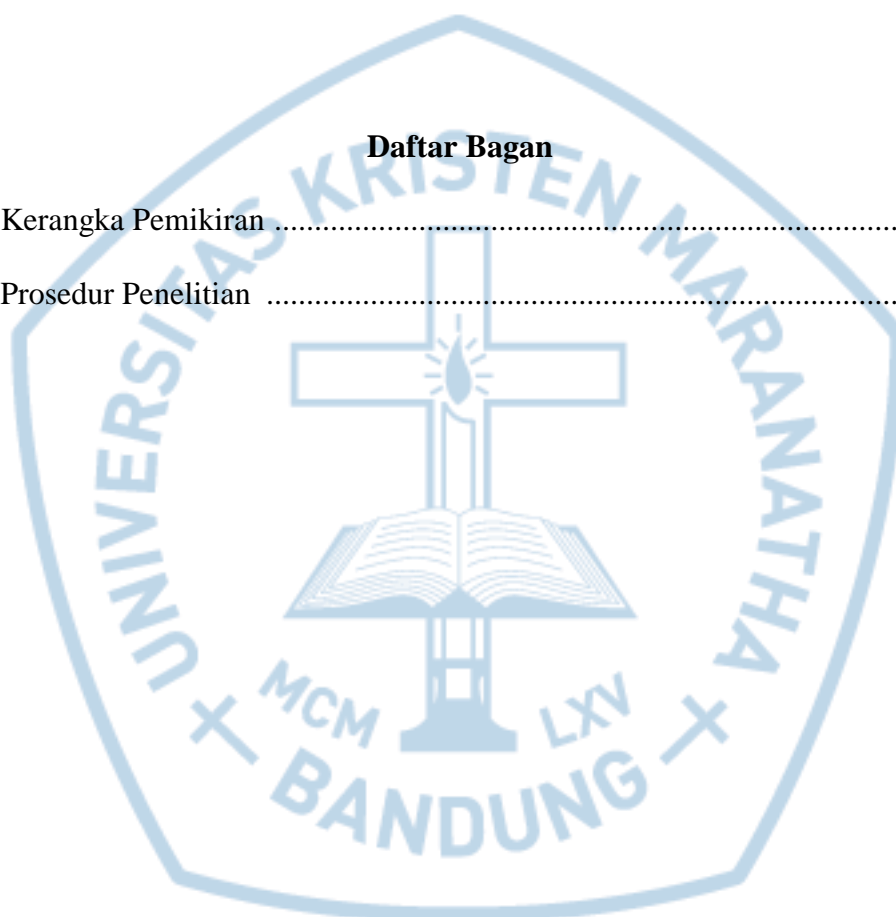 Daftar Bagan
Kerangka Pemikiran ..............................................................................
Prosedur Penelitian ...............................................................................
UNIVERSITAS KRISTEN MARANATHA
MCM LXV
BANDUNG